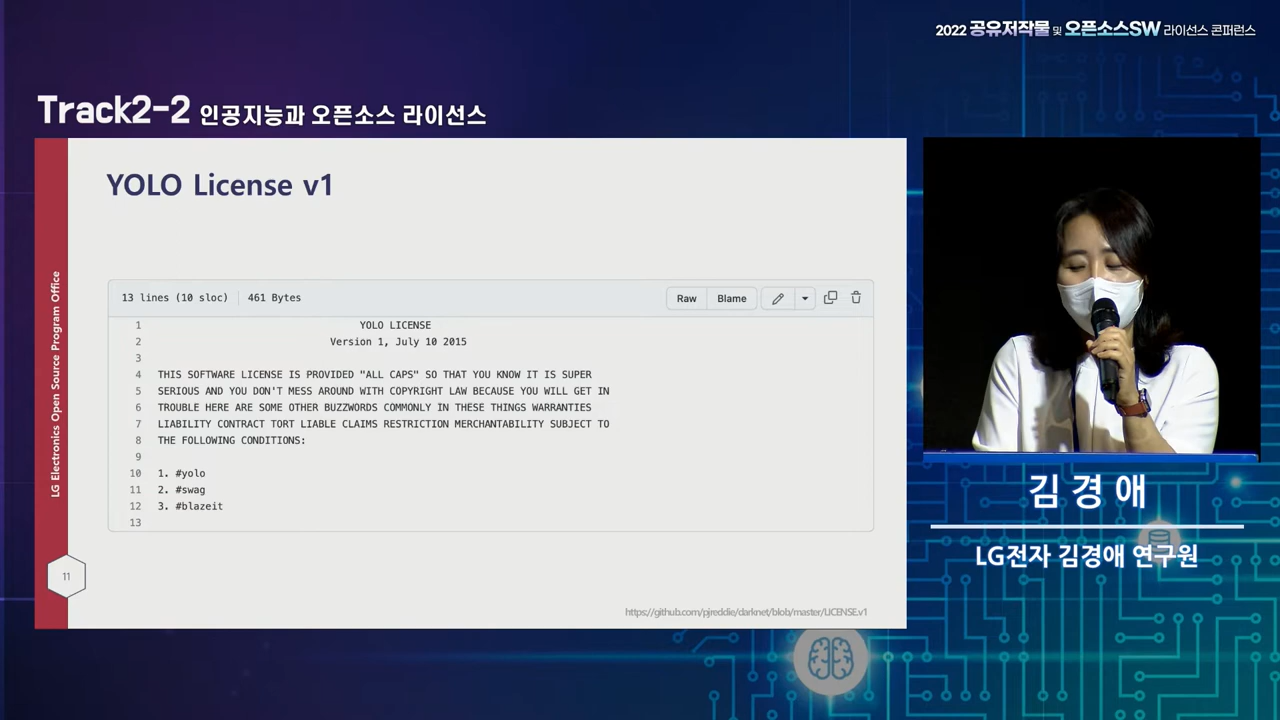 2022 공유저작물 및 오픈소스SW 라이선스 콘퍼런스
Track2-2 인공지능과 오픈소스 라이선스
YOLO License v1
LG Electronics Open Source Program Office
13 lines (10 sloc) 461 Bytes
Raw Blame
1 YOLO LICENSE
2 Version 1, July 10 2015
3
4 THIS SOFTWARE LICENSE IS PROVIDED "ALL CAPS" SO THAT YOU KNOW IT IS SUPER
5 SERIOUS AND YOU DON'T MESS AROUND WITH COPYRIGHT LAW BECAUSE YOU WILL GET IN
6 TROUBLE HERE ARE SOME OTHER BUZZWORDS COMMONLY IN THESE THINGS WARRANTIES
7 LIABILITY CONTRACT TORT LIABLE CLAIMS RESTRICTION MERCHANTABILITY SUBJECT TO
8 THE FOLLOWING CONDITIONS:
9
10 1. #yolo
11 2. #swag
12 3. #blazeit
13
11
https://github.com/pjreddie/darknet/blob/master/LICENSE.v1
김경애
LG전자 김경애 연구원